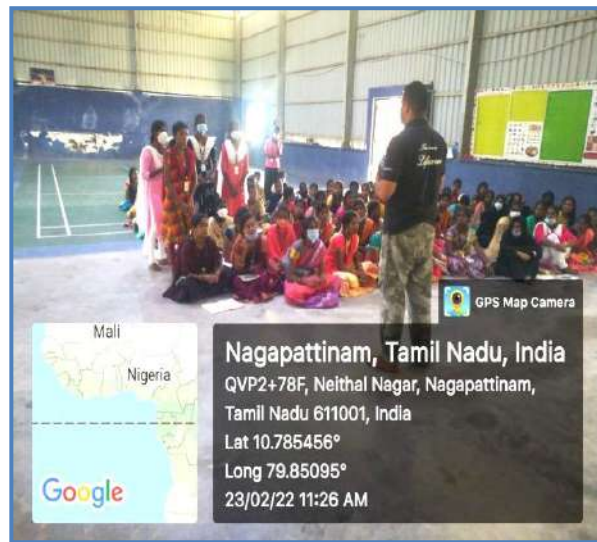 GPS Map Camera
Mali
Nigeria
Google
Nagapattinam, Tamil Nadu, India
QVP2+78F, Neithal Nagar, Nagapattinam,
Tamil Nadu 611001, India
Lat 10.785456°
Long 79.85095°
23/02/22 11:26 AM